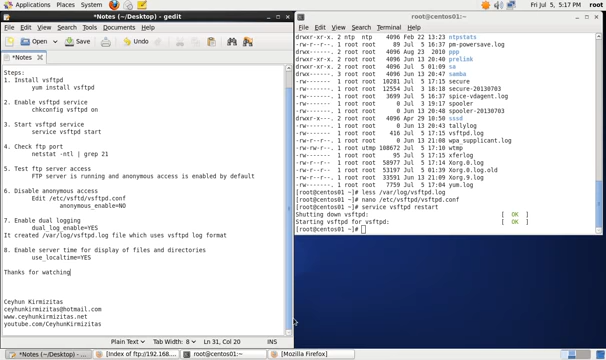 Applications Places System
Fri Jul 5, 5:17 PM root
*Notes (~/Desktop) - gedit
File Edit View Search Tools Documents Help
Open Save Undo
*Notes
Steps:
1. Install vsftpd
yum install vsftpd
2. Enable vsftpd service
chkconfig vsftpd on
3. Start vsftpd service
service vsftpd start
4. Check ftp port
netstat -ntl | grep 21
5. Test ftp server access
FTP server is running and anonymous access is enabled by default
6. Disable anonymous access
Edit /etc/vsftpd/vsftpd.conf
anonymous_enable=NO
7. Enable dual logging
dual_log_enable=YES
It created /var/log/vsftpd.log file which uses vsftpd log format
8. Enable server time for display of files and directories
use_localtime=YES
Thanks for watching
Ceyhun Kirmizitas
ceyhunkirmizitas@hotmail.com
www.ceyhunkirmizitas.net
youtube.com/CeyhunKirmizitas
Plain Text Tab Width: 8 Ln 31, Col 20 INS
root@centos01:~
File Edit View Search Terminal Help
drwxr-xr-x. 2 ntp ntp 4096 Feb 22 13:23 ntpstats
-rw-r--r--. 1 root root 89 Jul 5 16:37 pm-powersave.log
drwx------. 2 root root 4096 Aug 23 2010 ppp
drwxr-xr-x. 2 root root 4096 Jun 13 20:40 prelink
drwxr-xr-x. 2 root root 4096 Jul 5 01:09 sa
drwx------. 2 root root 4096 Jun 13 20:47 samba
-rw-------. 1 root root 10281 Jul 5 17:15 secure
-rw-------. 1 root root 12554 Jul 3 18:18 secure-20130703
-rw-------. 1 root root 3699 Jul 5 16:37 spice-vdagent.log
-rw-------. 1 root root 0 Jul 3 19:17 spooler
-rw-------. 1 root root 0 Jun 13 20:48 spooler-20130703
drwxr-x---. 2 root root 4096 Apr 29 10:50 sssd
-rw-------. 1 root root 0 Jun 13 20:43 tallylog
-rw-------. 1 root root 416 Jul 5 17:15 vsftpd.log
-rw-r--r--. 1 root root 0 Jun 13 21:08 wpa_supplicant.log
-rw-rw-r--. 1 root utmp 108672 Jul 5 17:10 wtmp
-rw-------. 1 root root 95 Jul 5 17:15 xferlog
-rw-r--r--. 1 root root 58977 Jul 5 17:14 Xorg.0.log
-rw-r--r--. 1 root root 53197 Jul 5 01:39 Xorg.0.log.old
-rw-r--r--. 1 root root 33591 Jun 13 21:09 Xorg.9.log
-rw-------. 1 root root 7759 Jul 5 17:04 yum.log
[root@centos01 ~]# less /var/log/vsftpd.log
[root@centos01 ~]# nano /etc/vsftpd/vsftpd.conf
[root@centos01 ~]# service vsftpd restart
Shutting down vsftpd: [ OK ]
Starting vsftpd for vsftpd: [ OK ]
[root@centos01 ~]#
*Notes (~/Desktop) - ... [Index of ftp://192.168.... root@centos01:~ [Mozilla Firefox]